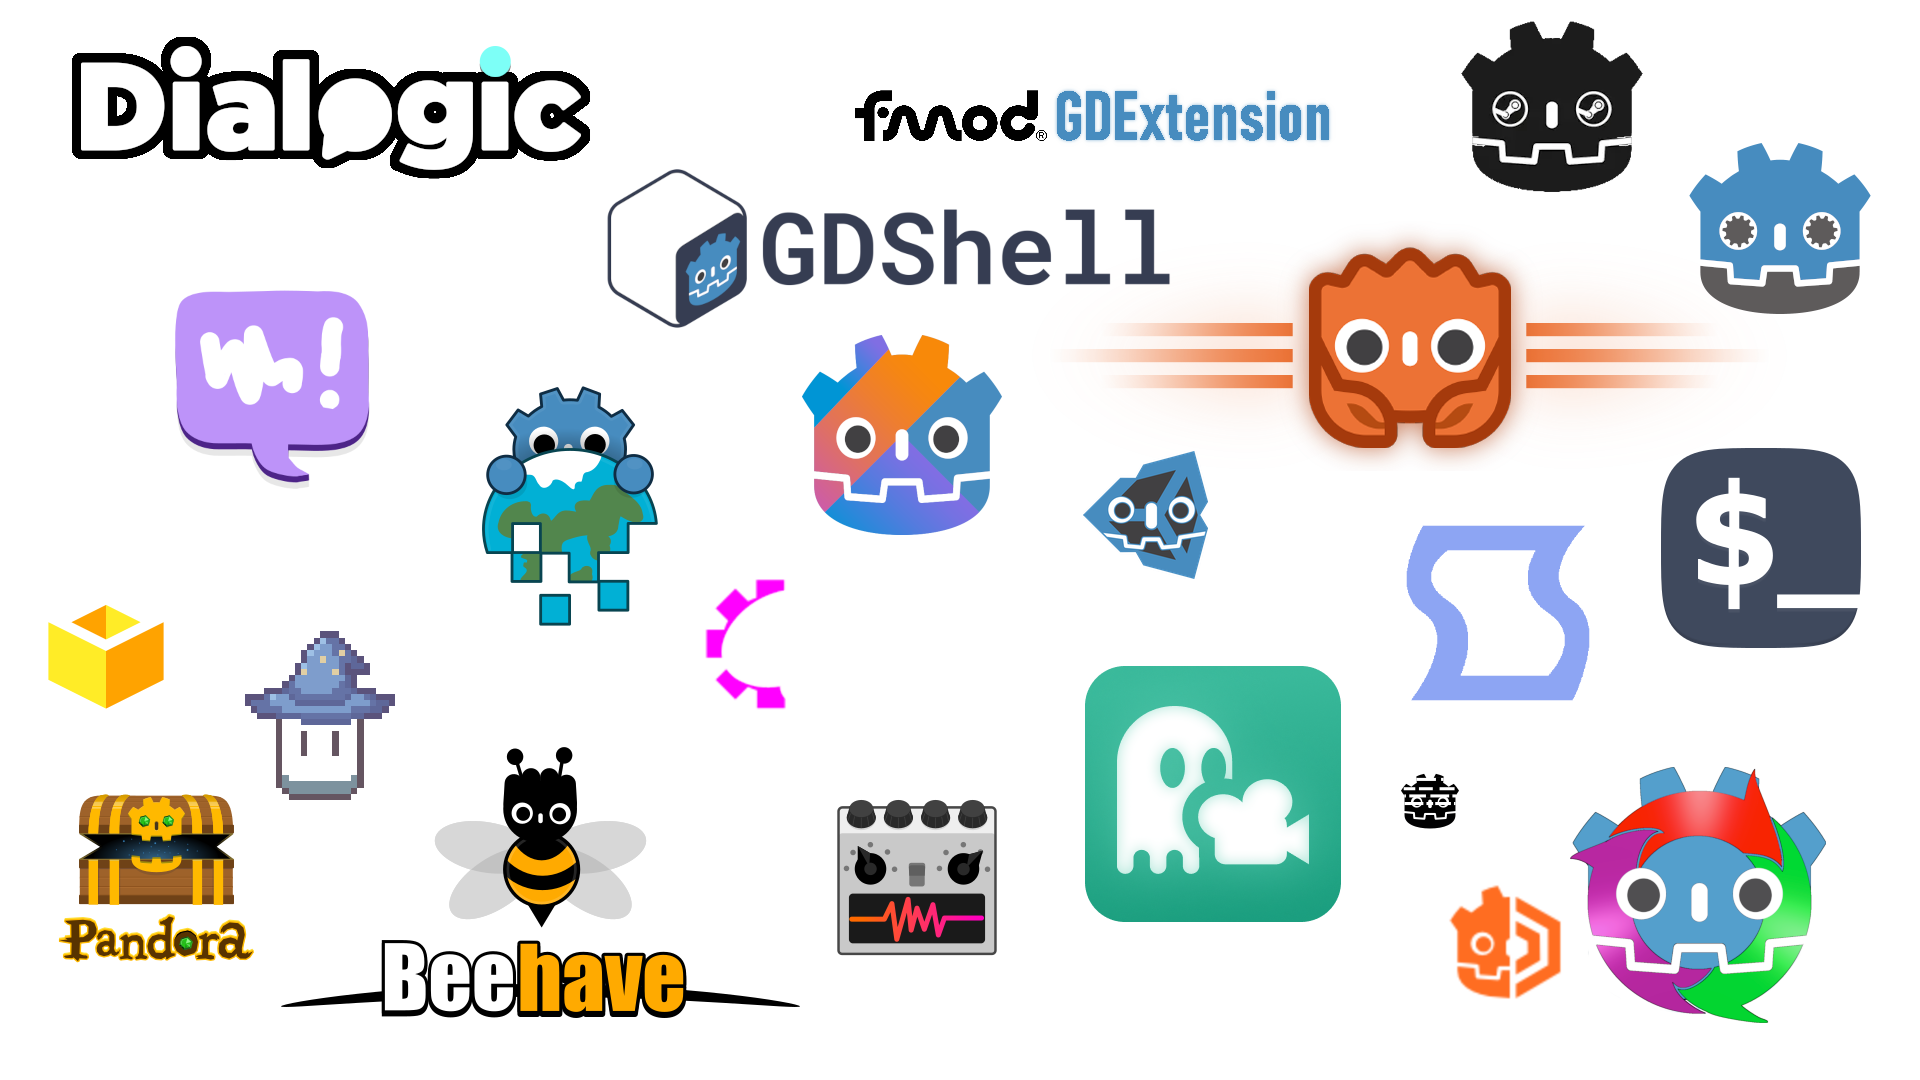 Dialogic
fmod® GDExtension
GDShell
!
$_
Pandora
Beehave